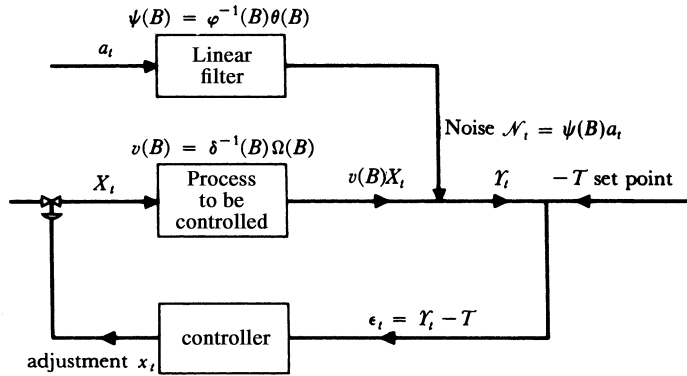 ψ(B) = φ⁻¹(B)θ(B)
aₜ
Linear
filter
Noise 𝒩ₜ = ψ(B)aₜ
v(B) = δ⁻¹(B)Ω(B)
Xₜ
Process
to be
controlled
v(B)Xₜ
Yₜ
−T set point
controller
ϵₜ = Yₜ − T
adjustment xₜ